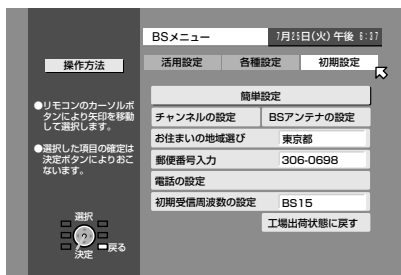 BSメニュー
7月25日(火) 午後 6:37
操作方法
活用設定 各種設定 初期設定
簡単設定
●リモコンのカーソルボ
タンにより矢印を移動
して選択します。
チャンネルの設定 BSアンテナの設定
お住まいの地域選び 東京都
●選択した項目の確定は
決定ボタンによりおこ
ないます。
郵便番号入力 306-0698
電話の設定
初期受信周波数の設定 BS15
工場出荷状態に戻す
選択
?
戻る
決定